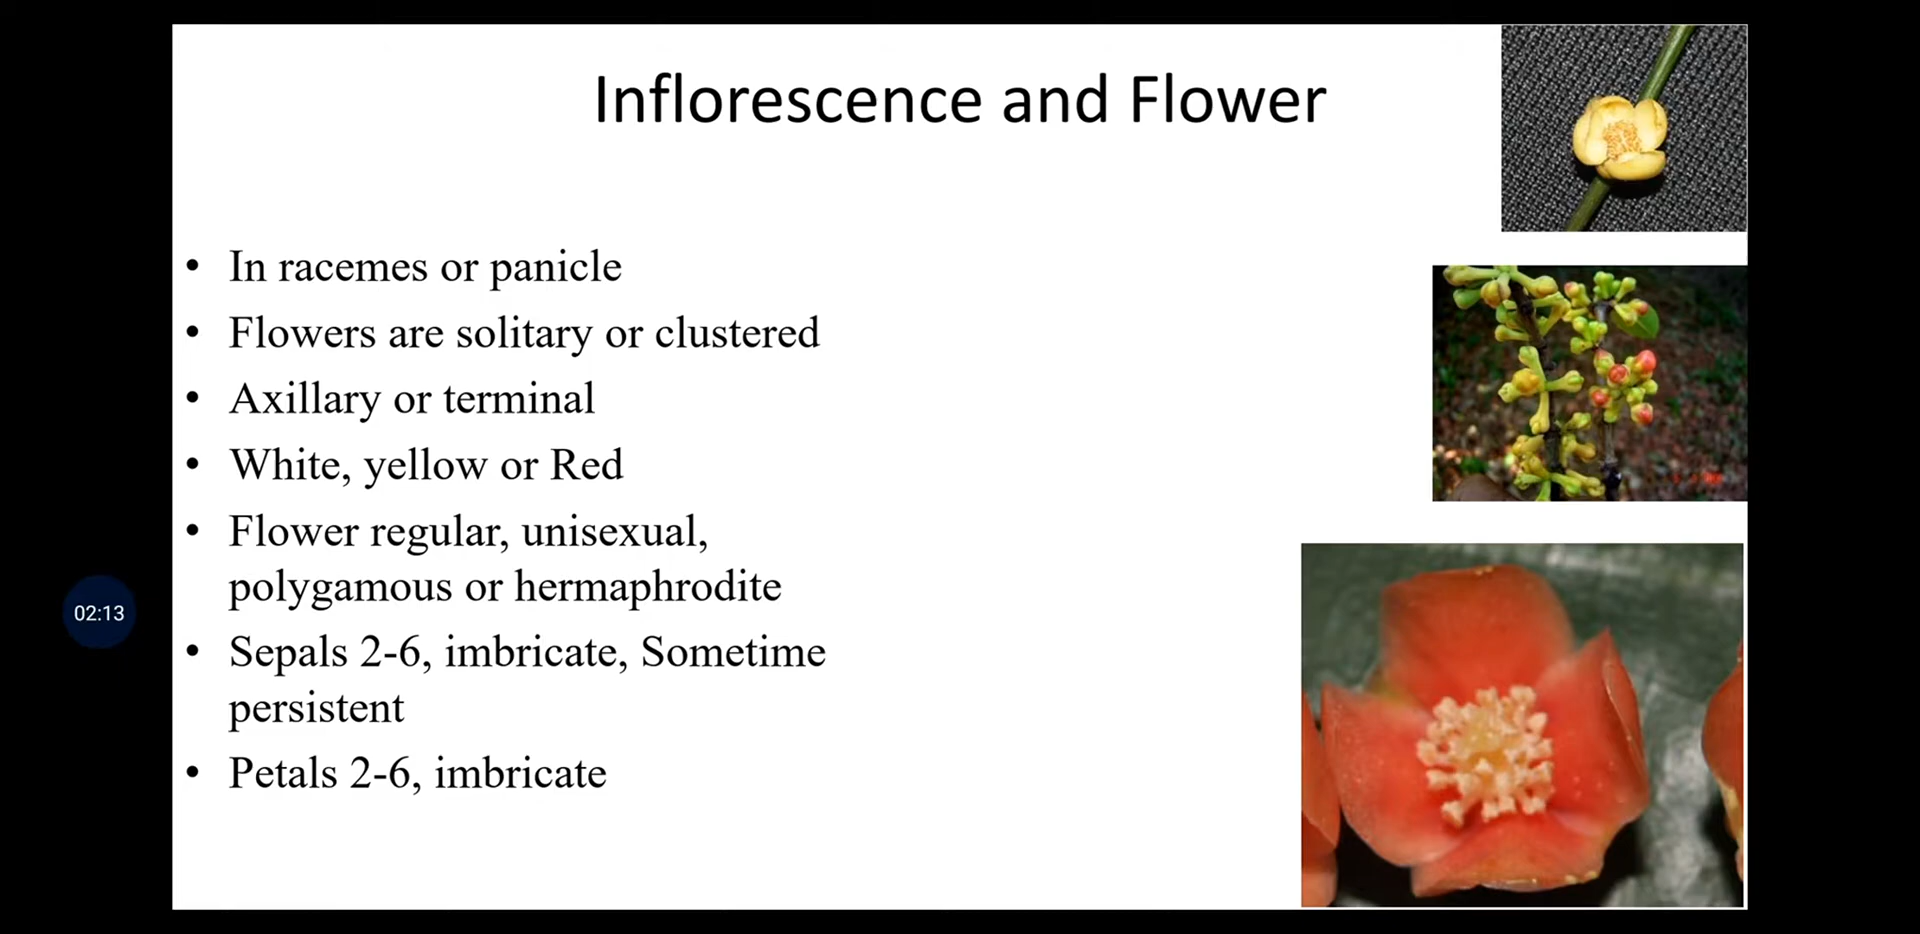 Inflorescence and Flower
• In racemes or panicle
• Flowers are solitary or clustered
• Axillary or terminal
• White, yellow or Red
• Flower regular, unisexual,
polygamous or hermaphrodite
• Sepals 2-6, imbricate, Sometime
persistent
• Petals 2-6, imbricate
02:13